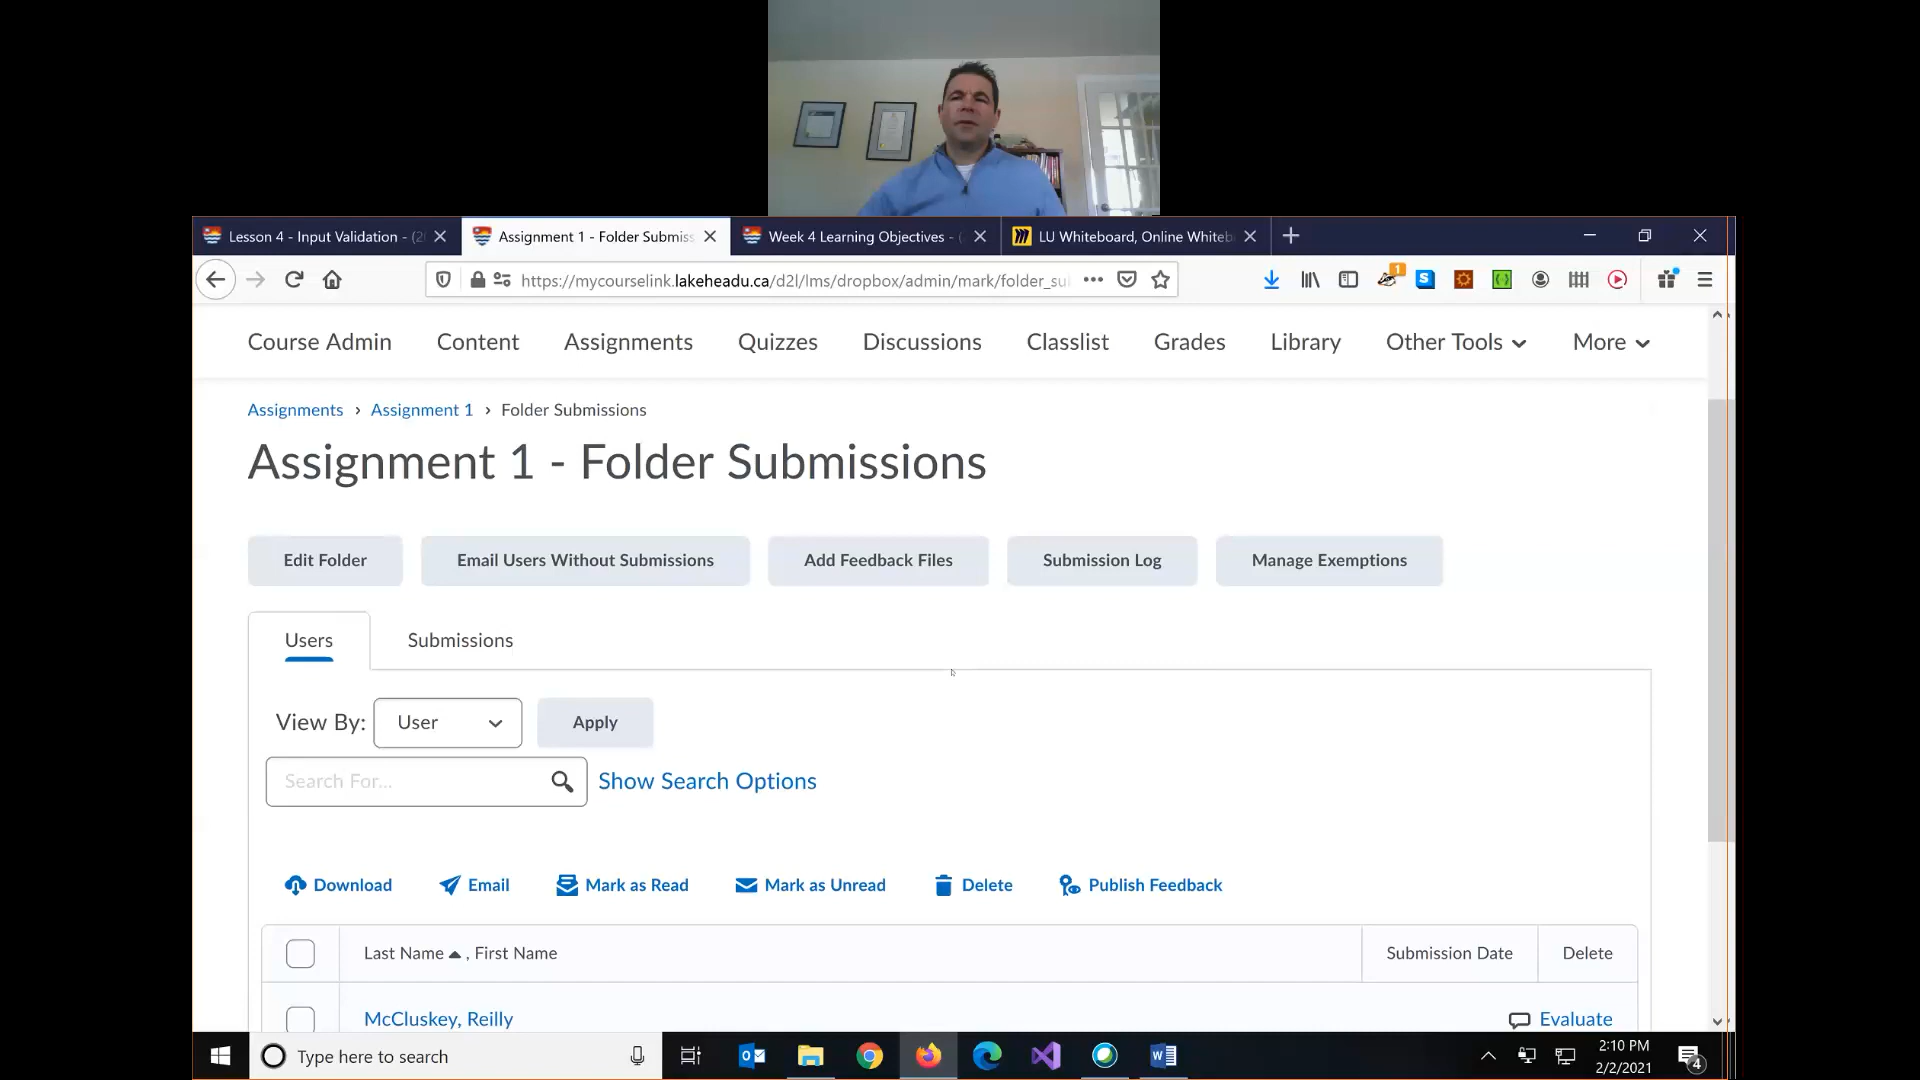 Lesson 4 - Input Validation - (2
Assignment 1 - Folder Submiss
Week 4 Learning Objectives - (
LU Whiteboard, Online Whiteb
https://mycourselink.lakeheadu.ca/d2l/lms/dropbox/admin/mark/folder_su
1
Course Admin Content Assignments Quizzes Discussions Classlist Grades Library Other Tools More
Assignments › Assignment 1 › Folder Submissions
Assignment 1 - Folder Submissions
Edit Folder Email Users Without Submissions Add Feedback Files Submission Log Manage Exemptions
Users Submissions
View By: User Apply
Search For... Show Search Options
Download Email Mark as Read Mark as Unread Delete Publish Feedback
Last Name , First Name Submission Date Delete
McCluskey, Reilly Evaluate
Type here to search
2:10 PM
2/2/2021
4